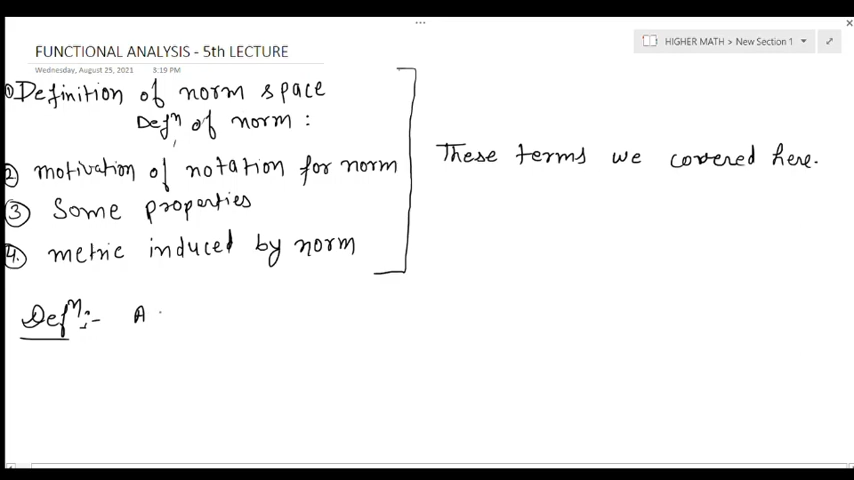 FUNCTIONAL ANALYSIS - 5th LECTURE
HIGHER MATH > New Section 1
Wednesday, August 25, 2021 3:19 PM
① Definition of norm space
Defⁿ of norm :
② motivation of notation for norm
These terms we covered here.
③ Some properties
④. metric induced by norm
Defⁿ:- A